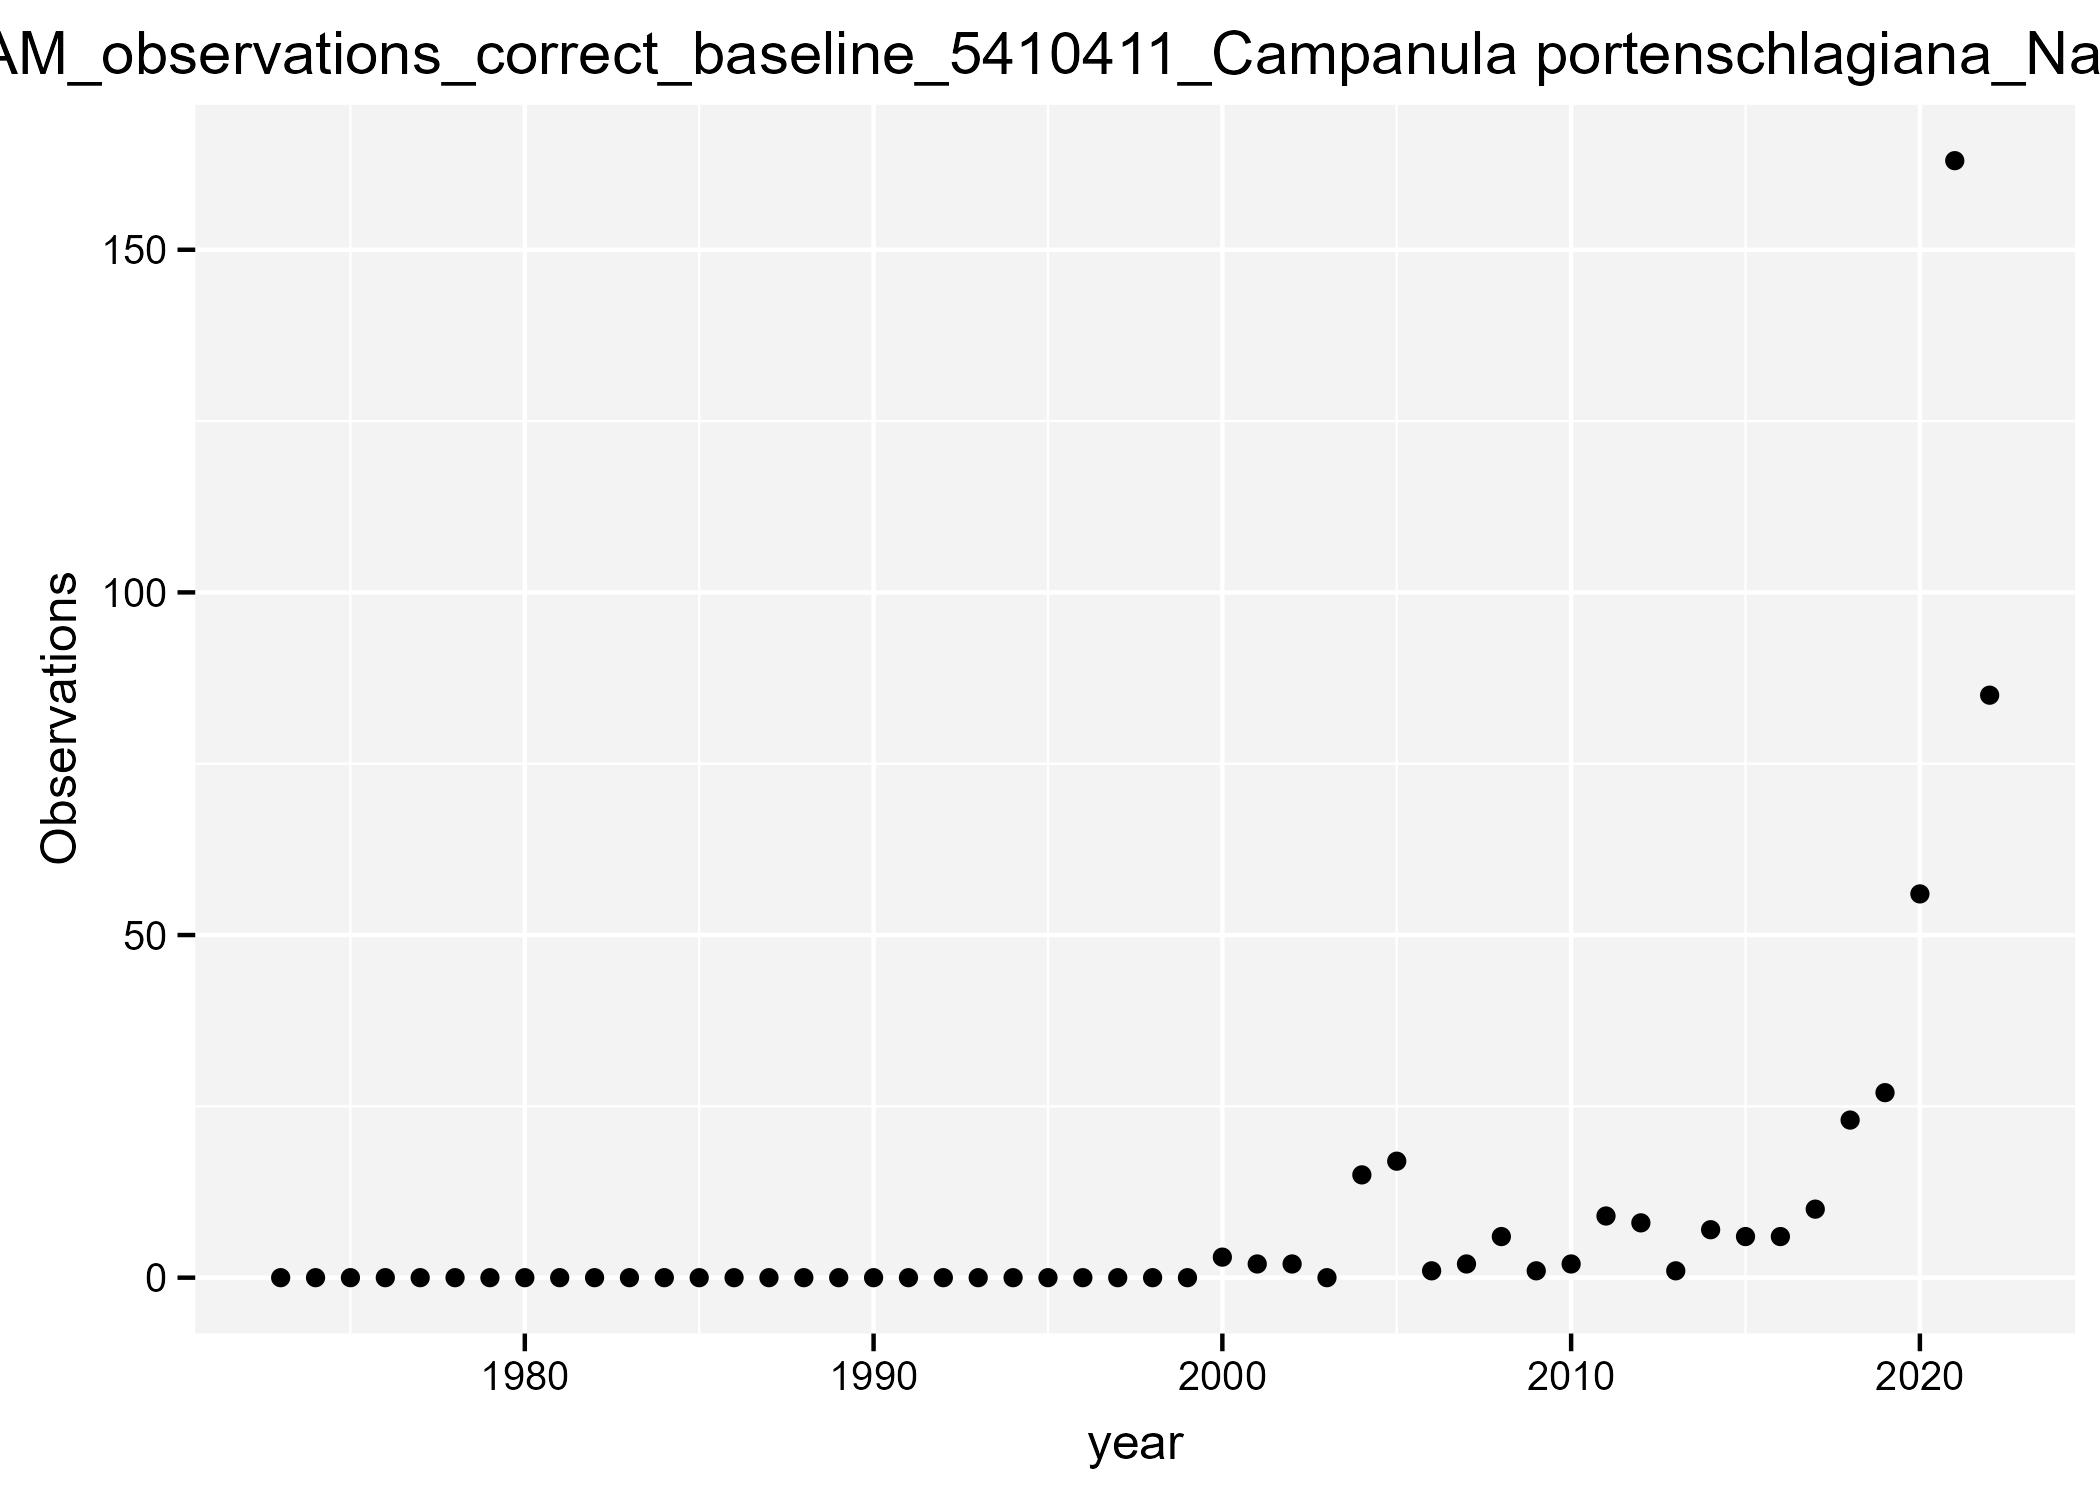 AM_observations_correct_baseline_5410411_Campanula portenschlagiana_Na
Observations
150
100
50
0
1980 1990 2000 2010 2020
year